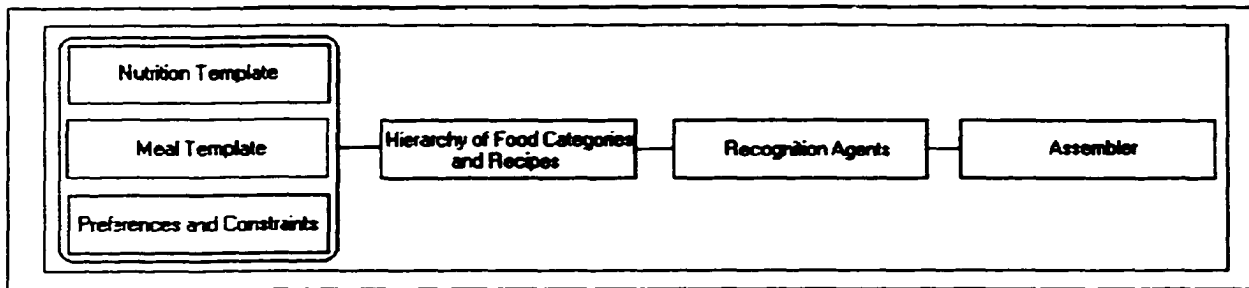 Nutrition Template
Meal Template
Preferences and Constraints
Hierarchy of Food Categories
and Recipes
Recognition Agents
Assembler